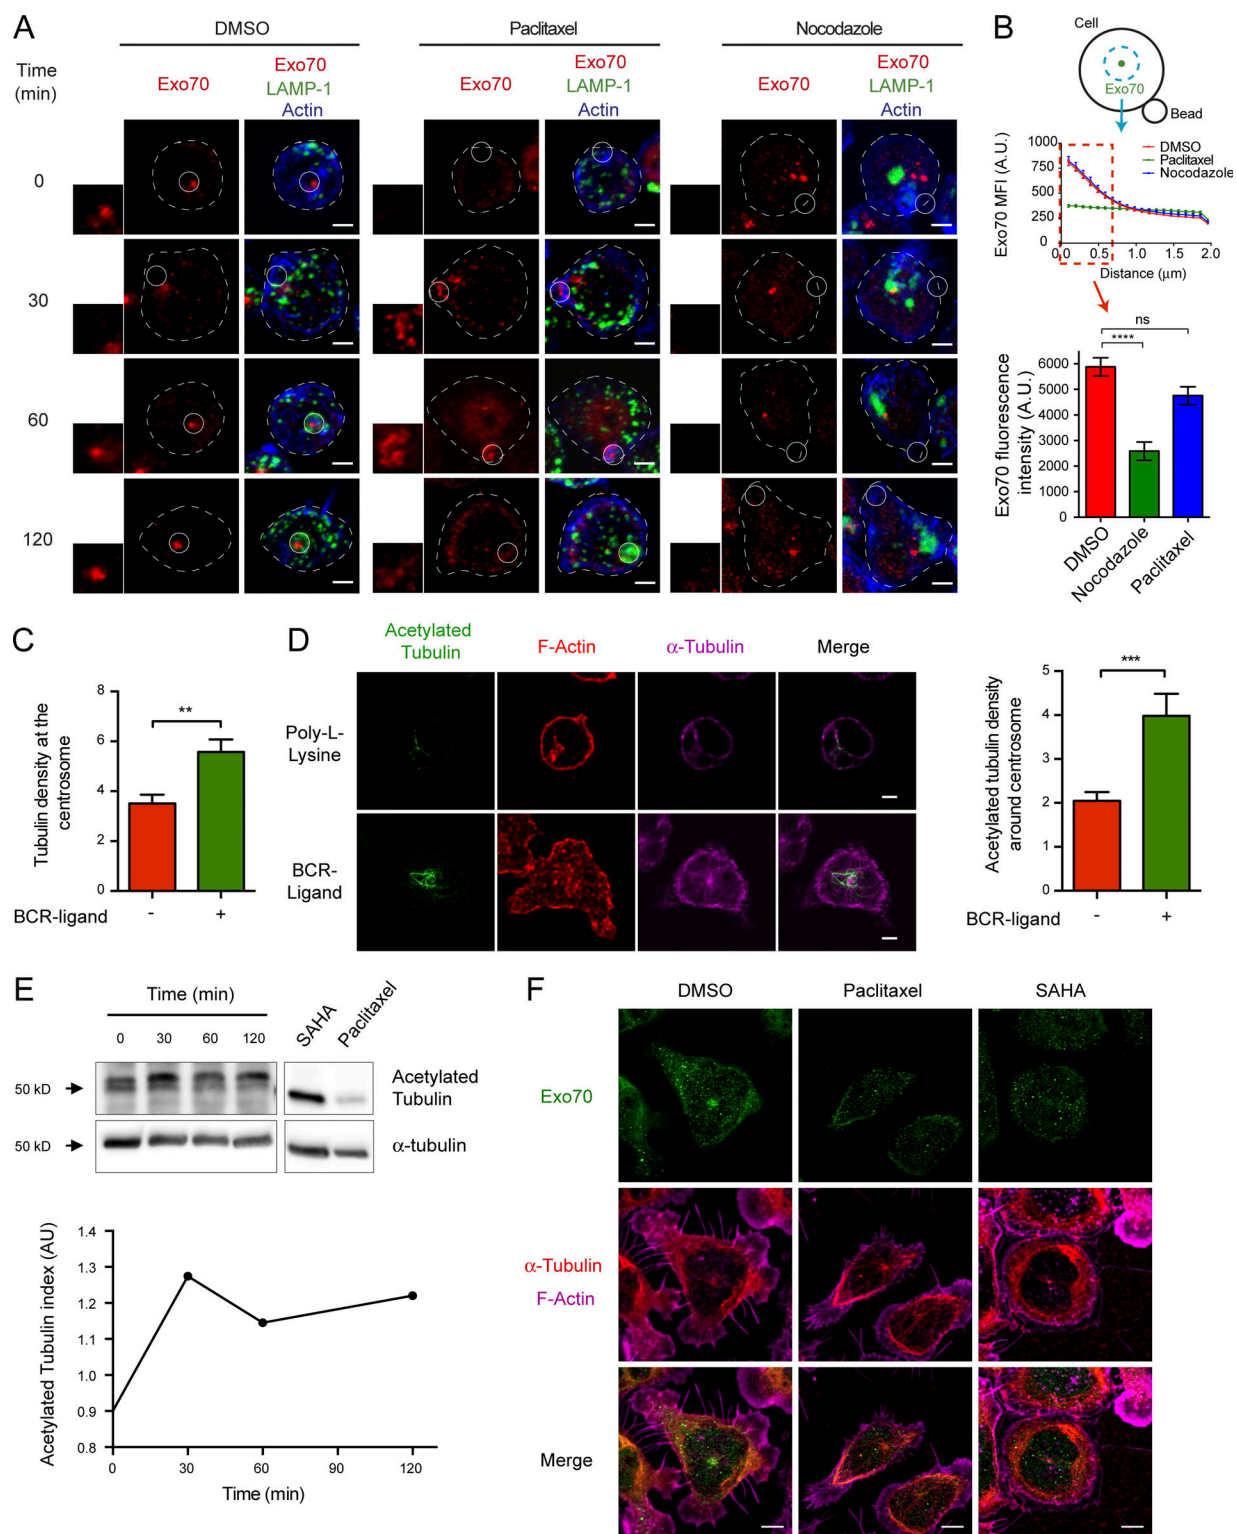 A
DMSO
Paclitaxel
Nocodazole
Time
(min)
Exo70
Exo70
LAMP-1
Actin
Exo70
Exo70
LAMP-1
Actin
Exo70
Exo70
LAMP-1
Actin
0
30
60
120
B
Cell
Exo70
Bead
Exo70 MFI (A.U.)
1000
750
500
250
0
DMSO
Paclitaxel
Nocodazole
0
0.5
1.0
1.5
2.0
Distance (μm)
ns
****
Exo70 fluorescence
intensity (A.U.)
6000
5000
4000
3000
2000
1000
0
DMSO
Nocodazole
Paclitaxel
C
Tubulin density at the
centrosome
8
6
4
2
0
**
BCR-ligand
-
+
D
Acetylated
Tubulin
F-Actin
α-Tubulin
Merge
Poly-L-
Lysine
BCR-
Ligand
Acetylated tubulin density
around centrosome
5
4
3
2
1
0
***
BCR-ligand
-
+
E
Time (min)
0
30
60
120
SAHA
Paclitaxel
50 kD
Acetylated
Tubulin
50 kD
α-tubulin
Acetylated Tubulin index (AU)
1.4
1.3
1.2
1.1
1.0
0.9
0.8
0
30
60
90
120
Time (min)
F
DMSO
Paclitaxel
SAHA
Exo70
α-Tubulin
F-Actin
Merge